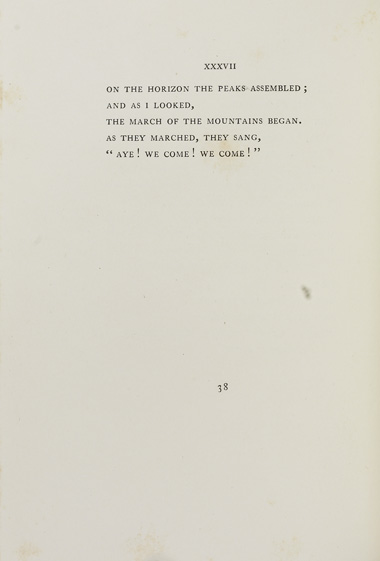 XXXVII
ON THE HORIZON THE PEAKS ASSEMBLED;
AND AS I LOOKED,
THE MARCH OF THE MOUNTAINS BEGAN.
AS THEY MARCHED, THEY SANG,
“AYE! WE COME! WE COME!”
38